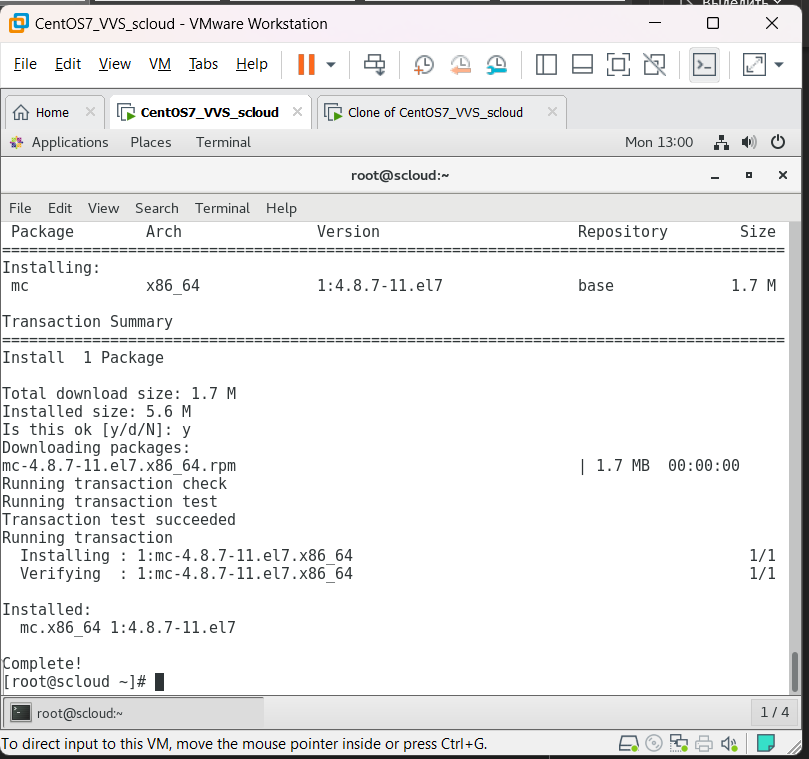 CentOS7_VVS_scloud - VMware Workstation
File Edit View VM Tabs Help
Home CentOS7_VVS_scloud Clone of CentOS7_VVS_scloud
Applications Places Terminal Mon 13:00
root@scloud:~
File Edit View Search Terminal Help
Package Arch Version Repository Size
================================================================================
Installing:
mc x86_64 1:4.8.7-11.el7 base 1.7 M
Transaction Summary
================================================================================
Install 1 Package
Total download size: 1.7 M
Installed size: 5.6 M
Is this ok [y/d/N]: y
Downloading packages:
mc-4.8.7-11.el7.x86_64.rpm | 1.7 MB 00:00:00
Running transaction check
Running transaction test
Transaction test succeeded
Running transaction
Installing : 1:mc-4.8.7-11.el7.x86_64 1/1
Verifying : 1:mc-4.8.7-11.el7.x86_64 1/1
Installed:
mc.x86_64 1:4.8.7-11.el7
Complete!
[root@scloud ~]#
root@scloud:~ 1 / 4
To direct input to this VM, move the mouse pointer inside or press Ctrl+G.